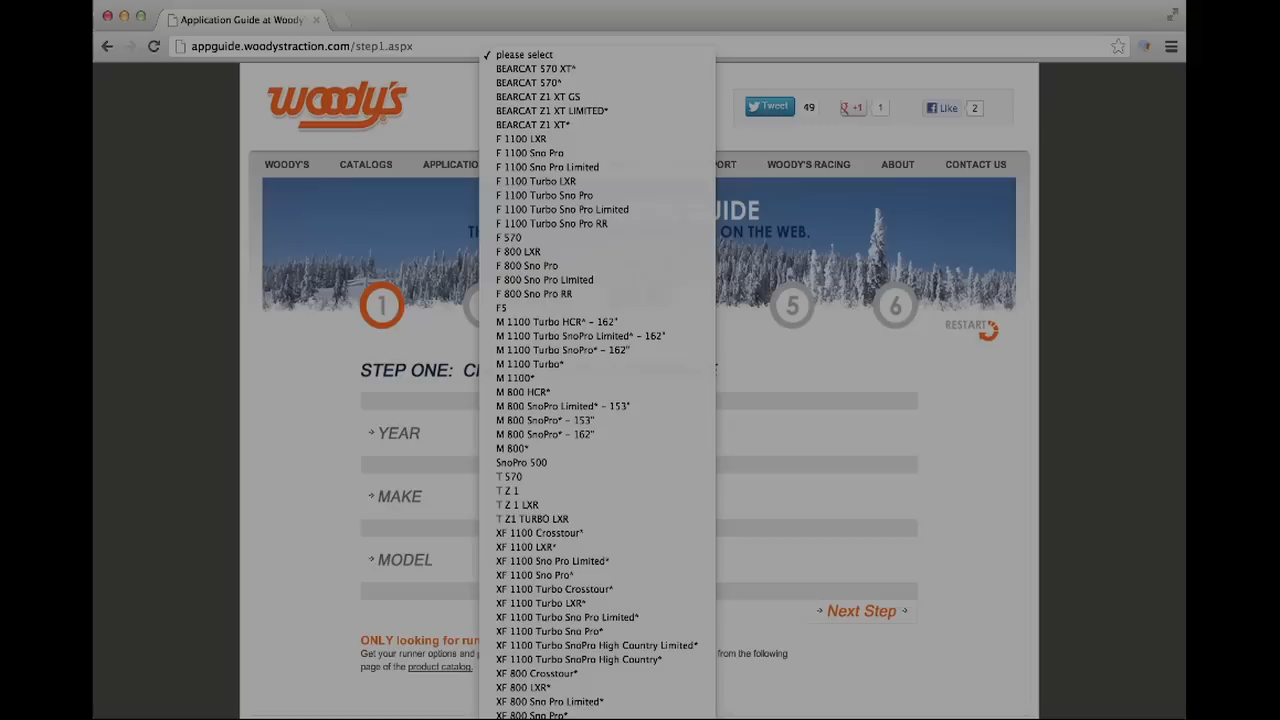 Application Guide at Woody
appguide.woodystraction.com/step1.aspx
✓ please select
BEARCAT 570 XT*
BEARCAT 570*
BEARCAT Z1 XT GS
BEARCAT Z1 XT LIMITED*
BEARCAT Z1 XT*
F 1100 LXR
F 1100 Sno Pro
F 1100 Sno Pro Limited
F 1100 Turbo LXR
F 1100 Turbo Sno Pro
F 1100 Turbo Sno Pro Limited
F 1100 Turbo Sno Pro RR
F 570
F 800 LXR
F 800 Sno Pro
F 800 Sno Pro Limited
F 800 Sno Pro RR
F5
M 1100 Turbo HCR* - 162"
M 1100 Turbo SnoPro Limited* - 162"
M 1100 Turbo SnoPro* - 162"
M 1100 Turbo*
M 1100*
M 800 HCR*
M 800 SnoPro Limited* - 153"
M 800 SnoPro* - 153"
M 800 SnoPro* - 162"
M 800*
SnoPro 500
T 570
T Z 1
T Z 1 LXR
T Z1 TURBO LXR
XF 1100 Crosstour*
XF 1100 LXR*
XF 1100 Sno Pro Limited*
XF 1100 Sno Pro*
XF 1100 Turbo Crosstour*
XF 1100 Turbo LXR*
XF 1100 Turbo Sno Pro Limited*
XF 1100 Turbo Sno Pro*
XF 1100 Turbo SnoPro High Country Limited*
XF 1100 Turbo SnoPro High Country*
XF 800 Crosstour*
XF 800 LXR*
XF 800 Sno Pro Limited*
XF 800 Sno Pro*
woody's
Tweet 49 +1 1 Like 2
WOODY'S CATALOGS APPLICATIO PORT WOODY'S RACING ABOUT CONTACT US
UIDE
TH ON THE WEB.
1 5 6
RESTART
STEP ONE: C
YEAR
MAKE
MODEL
Next Step
ONLY looking for run
Get your runner options and from the following
page of the product catalog.